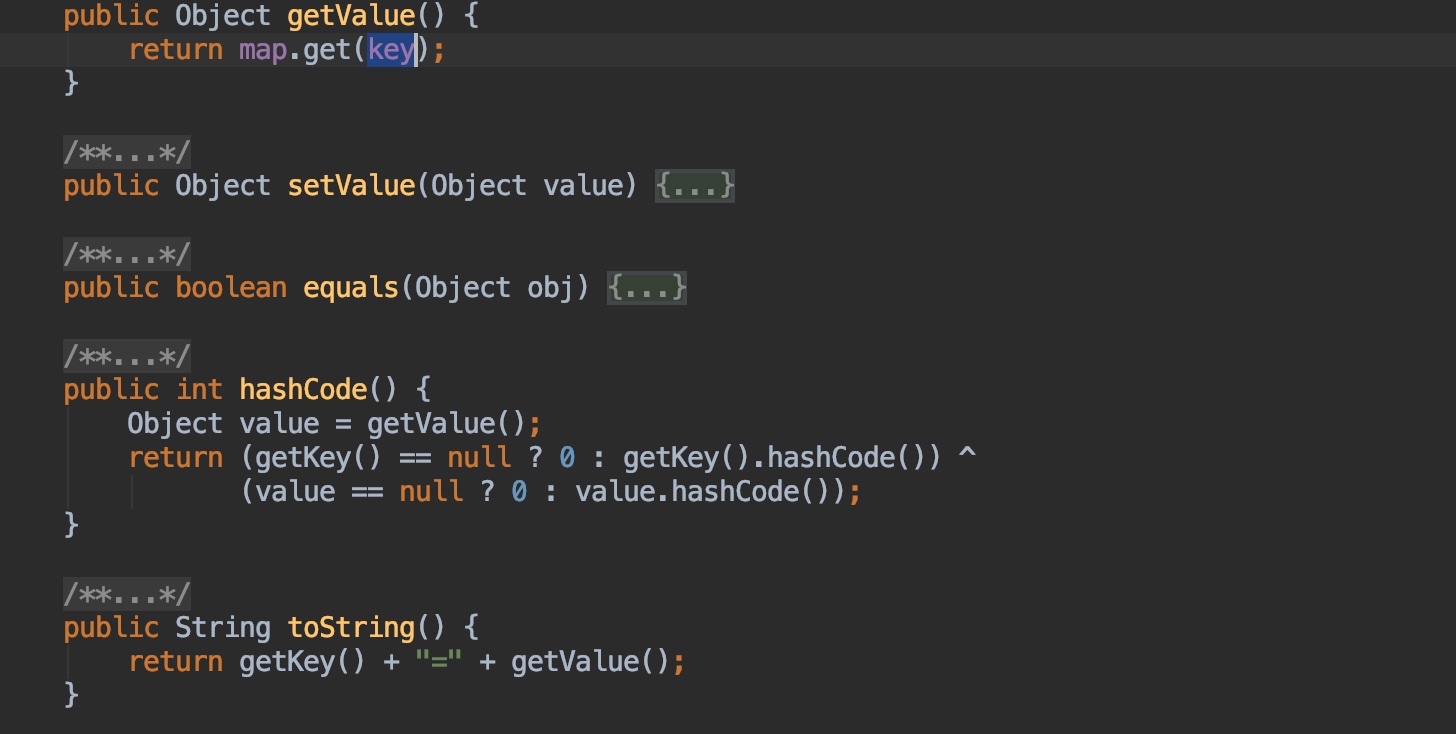 public Object getValue() {
    return map.get(key);
}
/**...*/
public Object setValue(Object value) {...}
/**...*/
public boolean equals(Object obj) {...}
/**...*/
public int hashCode() {
    Object value = getValue();
    return (getKey() == null ? 0 : getKey().hashCode()) ^
           (value == null ? 0 : value.hashCode());
}
/**...*/
public String toString() {
    return getKey() + "=" + getValue();
}